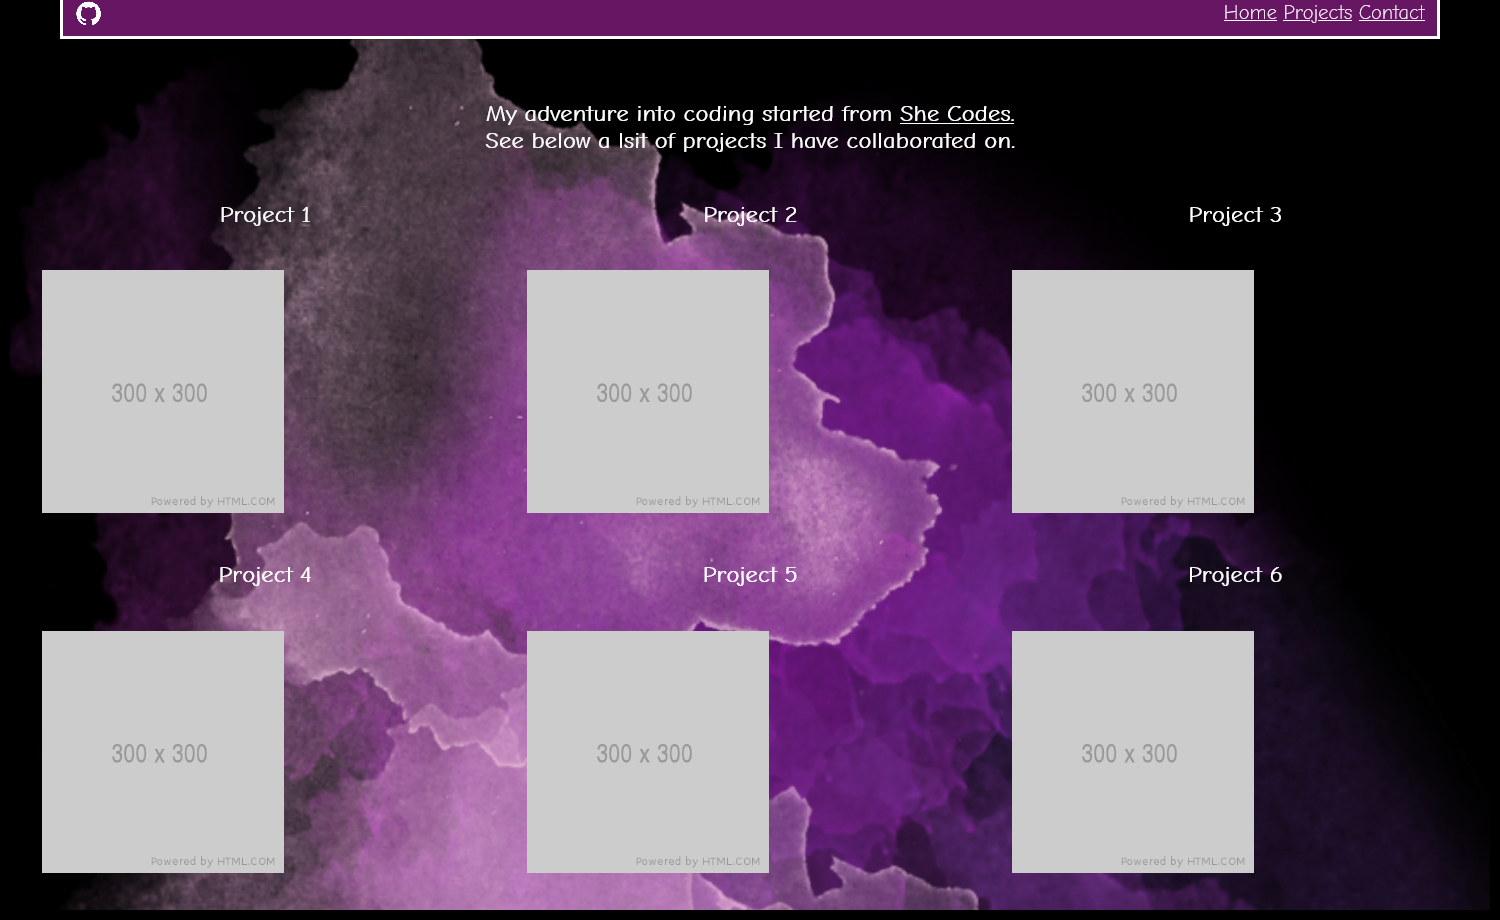 Home Projects Contact
My adventure into coding started from She Codes.
See below a lsit of projects I have collaborated on.
Project 1
Project 2
Project 3
300 x 300
Powered by HTML.COM
300 x 300
Powered by HTML.COM
300 x 300
Powered by HTML.COM
Project 4
Project 5
Project 6
300 x 300
Powered by HTML.COM
300 x 300
Powered by HTML.COM
300 x 300
Powered by HTML.COM